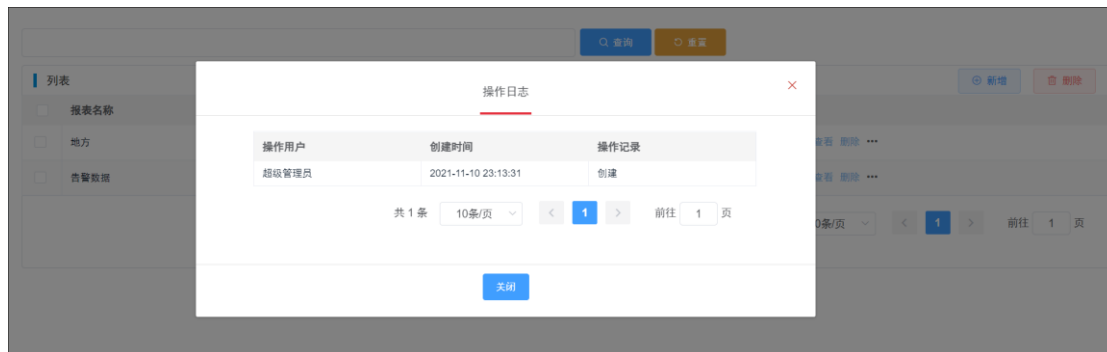 查询 重置
列表
新增 删除
报表名称
地方
查看 删除 •••
告警数据
查看 删除 •••
0条/页 < 1 > 前往 1 页
操作日志
操作用户 创建时间 操作记录
超级管理员 2021-11-10 23:13:31 创建
共 1 条 10条/页 < 1 > 前往 1 页
关闭